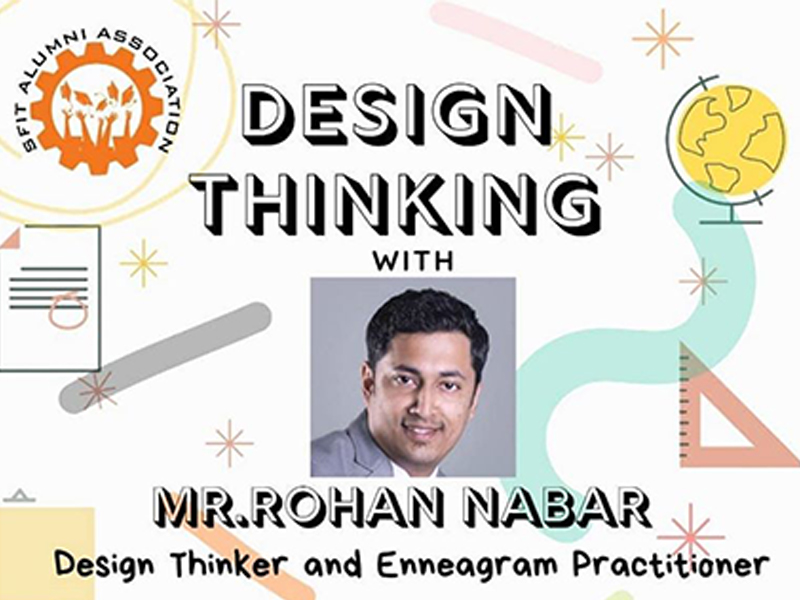 SFIT ALUMNI ASSOCIATION
DESIGN
THINKING
WITH
MR.ROHAN NABAR
Design Thinker and Enneagram Practitioner